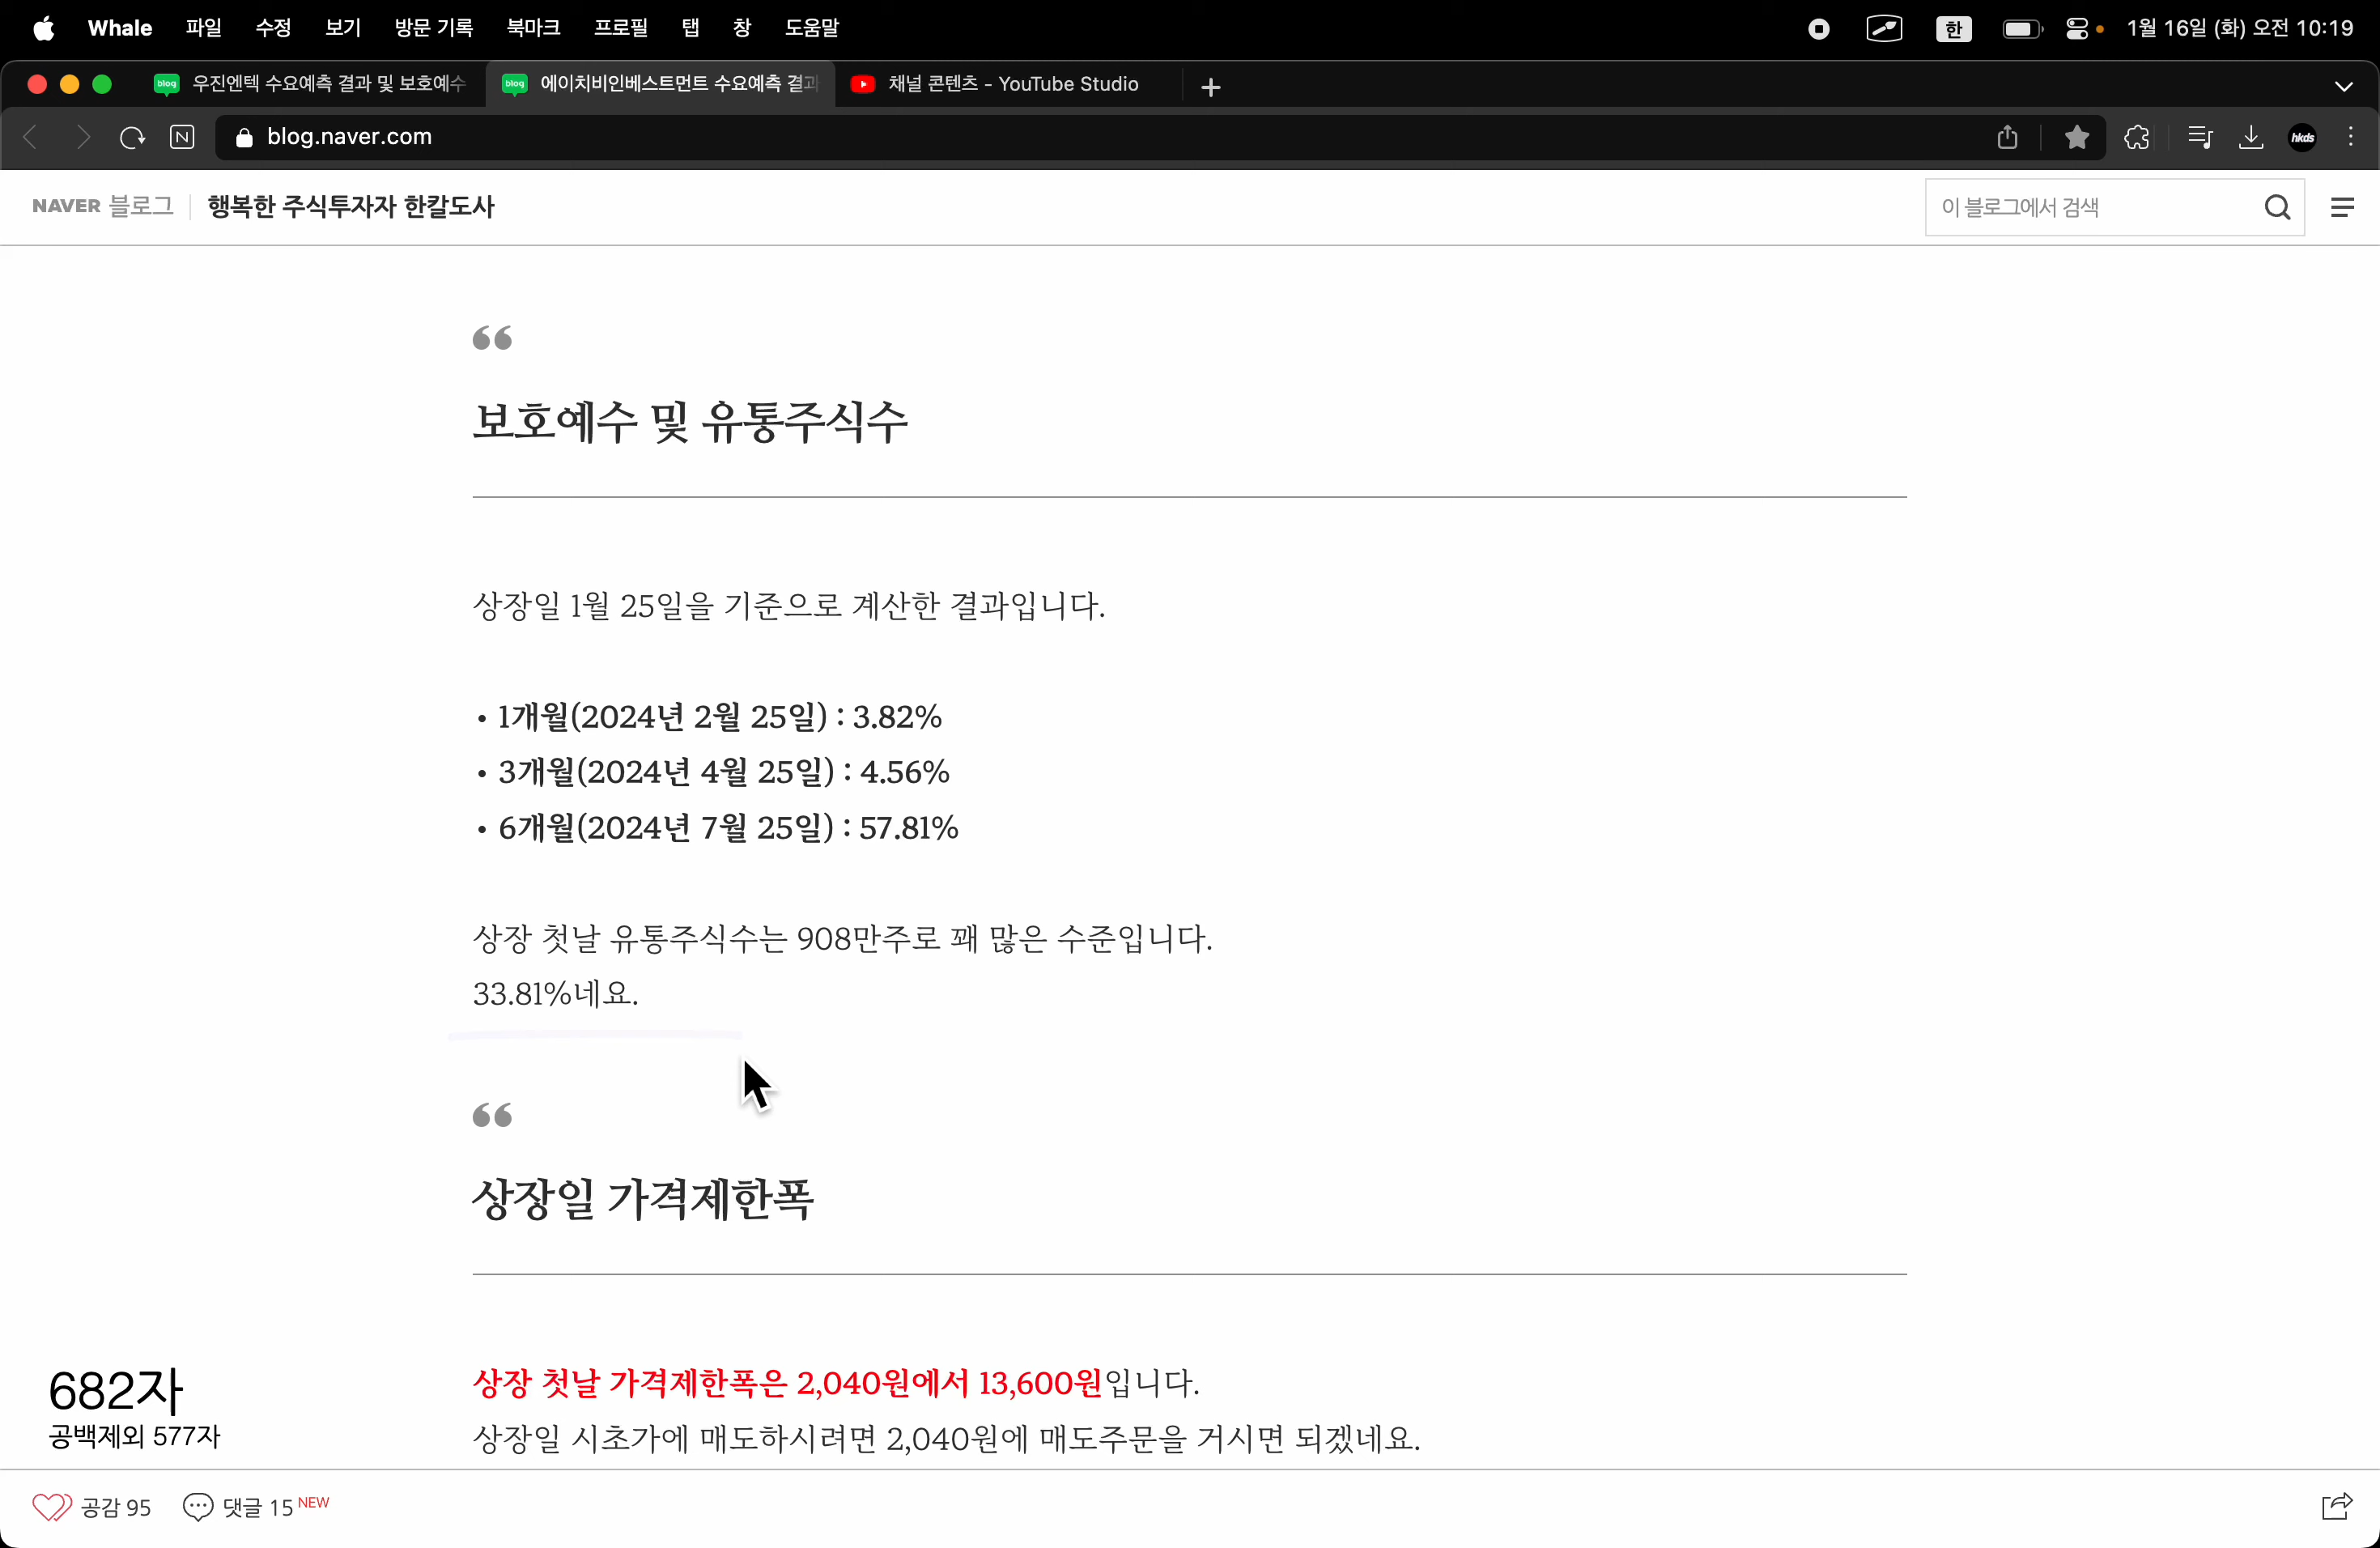 Whale 파일 수정 보기 방문 기록 북마크 프로필 탭 창 도움말 한 1월 16일 (화) 오전 10:19
blog 우진엔텍 수요예측 결과 및 보호예수 blog 에이치비인베스트먼트 수요예측 결과 채널 콘텐츠 - YouTube Studio
N blog.naver.com hkds
NAVER 블로그 행복한 주식투자자 한칼도사 이 블로그에서 검색
보호예수 및 유통주식수
상장일 1월 25일을 기준으로 계산한 결과입니다.
• 1개월(2024년 2월 25일) : 3.82%
• 3개월(2024년 4월 25일) : 4.56%
• 6개월(2024년 7월 25일) : 57.81%
상장 첫날 유통주식수는 908만주로 꽤 많은 수준입니다.
33.81%네요.
상장일 가격제한폭
상장 첫날 가격제한폭은 2,040원에서 13,600원입니다.
상장일 시초가에 매도하시려면 2,040원에 매도주문을 거시면 되겠네요.
682자
공백제외 577자
공감 95 댓글 15 NEW